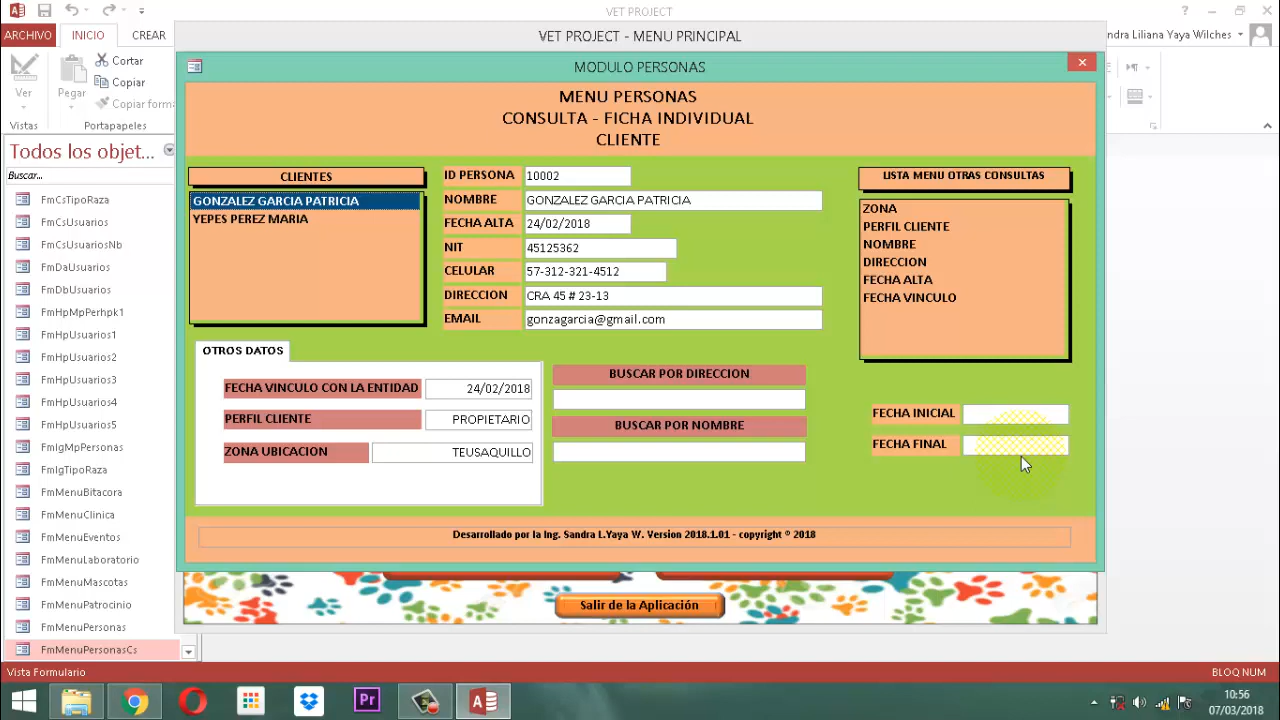 VET PROJECT
ARCHIVO
INICIO
CREAR
ndra Liliana Yaya Wilches
Ver
Pegar
Cortar
Copiar
Copiar forma
Vistas
Portapapeles
Todos los objet...
Buscar...
FmCsTipoRaza
FmCsUsuarios
FmCsUsuariosNb
FmDaUsuarios
FmDbUsuarios
FmHpMpPerhpk1
FmHpUsuarios1
FmHpUsuarios2
FmHpUsuarios3
FmHpUsuarios4
FmHpUsuarios5
FmIgMpPersonas
FmIgTipoRaza
FmMenuBitacora
FmMenuClinica
FmMenuEventos
FmMenuLaboratorio
FmMenuMascotas
FmMenuPatrocinio
FmMenuPersonas
FmMenuPersonasCs
VET PROJECT - MENU PRINCIPAL
MODULO PERSONAS
MENU PERSONAS
CONSULTA - FICHA INDIVIDUAL
CLIENTE
CLIENTES
GONZALEZ GARCIA PATRICIA
YEPES PEREZ MARIA
ID PERSONA 10002
NOMBRE GONZALEZ GARCIA PATRICIA
FECHA ALTA 24/02/2018
NIT 45125362
CELULAR 57-312-321-4512
DIRECCION CRA 45 # 23-13
EMAIL gonzagarcia@gmail.com
LISTA MENU OTRAS CONSULTAS
ZONA
PERFIL CLIENTE
NOMBRE
DIRECCION
FECHA ALTA
FECHA VINCULO
OTROS DATOS
FECHA VINCULO CON LA ENTIDAD 24/02/2018
PERFIL CLIENTE PROPIETARIO
ZONA UBICACION TEUSAQUILLO
BUSCAR POR DIRECCION
BUSCAR POR NOMBRE
FECHA INICIAL
FECHA FINAL
Desarrollado por la Ing. Sandra L.Yaya W. Version 2018.1.01 - copyright ® 2018
Salir de la Aplicación
Vista Formulario
BLOQ NUM
Pr
10:56
07/03/2018